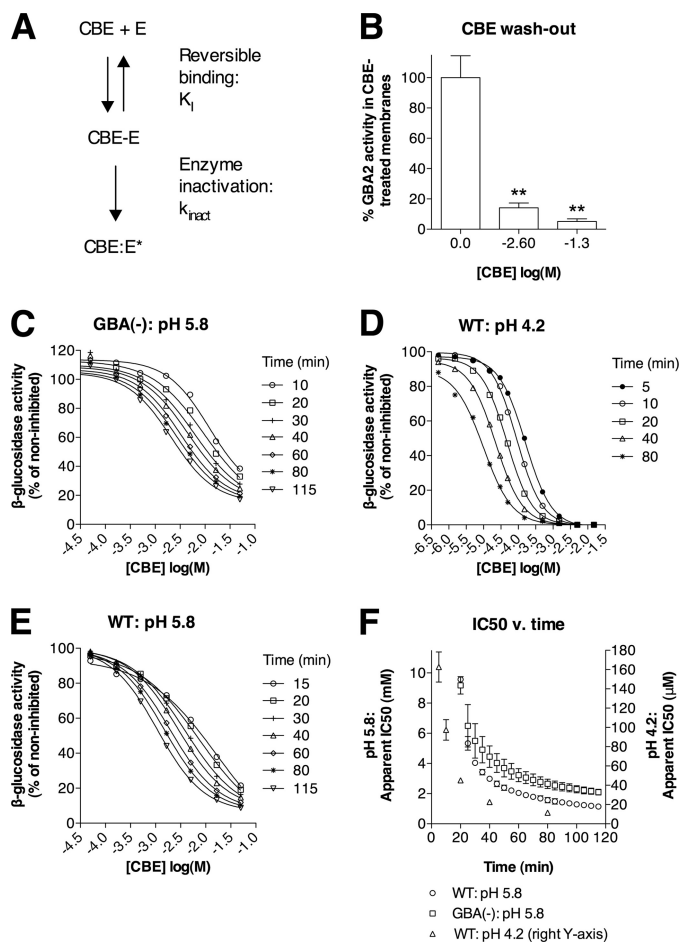 A
CBE + E
Reversible
binding:
K_I
CBE-E
Enzyme
inactivation:
k_inact
CBE:E*
B
CBE wash-out
% GBA2 activity in CBE-
treated membranes
100
80
60
40
20
0
**
**
0.0
-2.60
-1.3
[CBE] log(M)
C
GBA(-): pH 5.8
β-glucosidase activity
(% of non-inhibited)
120
100
80
60
40
20
0
-4.5
-4.0
-3.5
-3.0
-2.5
-2.0
-1.5
-1.0
[CBE] log(M)
Time (min)
10
20
30
40
60
80
115
D
WT: pH 4.2
β-glucosidase activity
(% of non-inhibited)
100
80
60
40
20
0
-6.5
-6.0
-5.5
-5.0
-4.5
-4.0
-3.5
-3.0
-2.5
-2.0
-1.5
[CBE] log(M)
Time (min)
5
10
20
40
80
E
WT: pH 5.8
β-glucosidase activity
(% of non-inhibited)
100
80
60
40
20
0
-4.5
-4.0
-3.5
-3.0
-2.5
-2.0
-1.5
-1.0
[CBE] log(M)
Time (min)
15
20
30
40
60
80
115
F
IC50 v. time
pH 5.8:
Apparent IC50 (mM)
10
8
6
4
2
0
180
160
140
120
100
80
60
40
20
0
pH 4.2:
Apparent IC50 (μM)
0
20
40
60
80
100
120
Time (min)
WT: pH 5.8
GBA(-): pH 5.8
WT: pH 4.2 (right Y-axis)